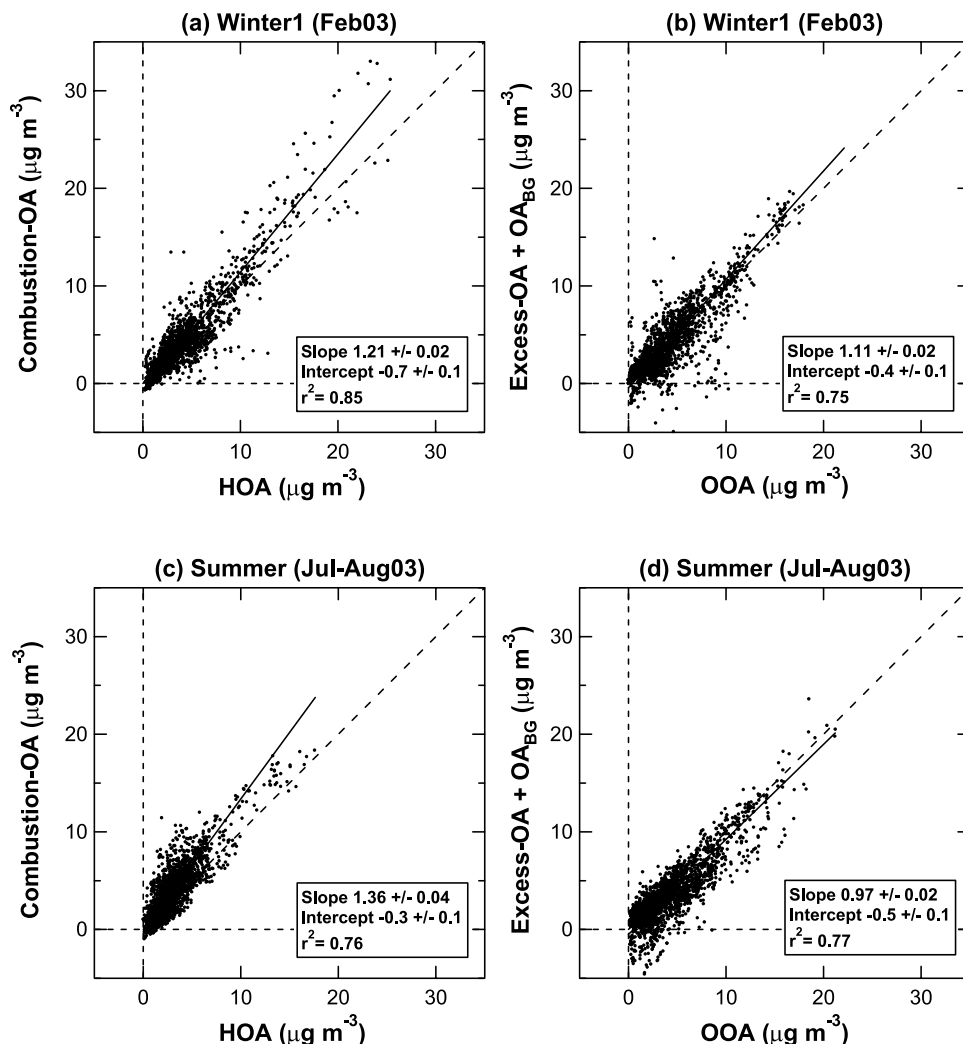 (a) Winter1 (Feb03)
Combustion-OA (μg m⁻³)
30
20
10
0
Slope 1.21 +/- 0.02
Intercept -0.7 +/- 0.1
r²= 0.85
0 10 20 30
HOA (μg m⁻³)
(b) Winter1 (Feb03)
Excess-OA + OA_BG (μg m⁻³)
30
20
10
0
Slope 1.11 +/- 0.02
Intercept -0.4 +/- 0.1
r²= 0.75
0 10 20 30
OOA (μg m⁻³)
(c) Summer (Jul-Aug03)
Combustion-OA (μg m⁻³)
30
20
10
0
Slope 1.36 +/- 0.04
Intercept -0.3 +/- 0.1
r²= 0.76
0 10 20 30
HOA (μg m⁻³)
(d) Summer (Jul-Aug03)
Excess-OA + OA_BG (μg m⁻³)
30
20
10
0
Slope 0.97 +/- 0.02
Intercept -0.5 +/- 0.1
r²= 0.77
0 10 20 30
OOA (μg m⁻³)